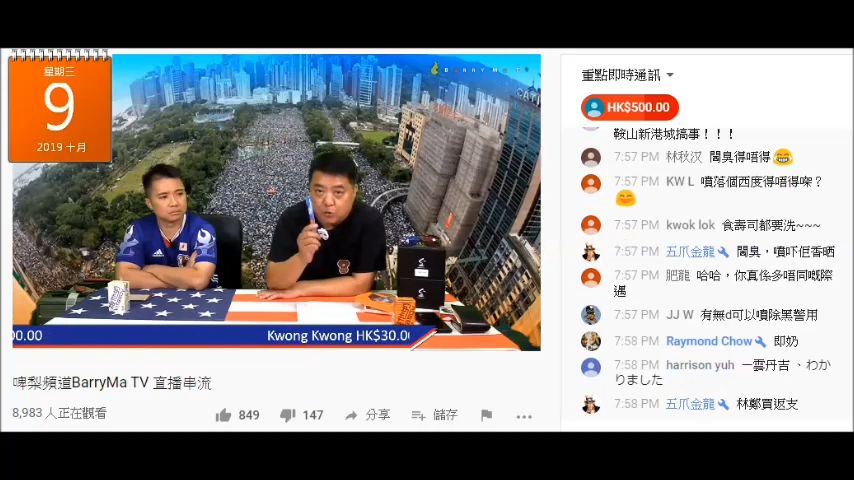 星期三
9
2019 十月
BARRYMATV
00.00
Kwong Kwong HK$30.0
啤梨頻道BarryMa TV 直播串流
8,983 人正在觀看
849
147
分享
儲存
重點即時通訊
HK$500.00
鞍山新港城搞事！！！
7:57 PM 林秋汉 閪臭得唔得😂
7:57 PM KW L 噴落個西度得唔得㗎？
😊
7:57 PM kwok lok 食壽司都要洗~~~
7:57 PM 五爪金龍 閪臭，噴吓佢香晒
7:57 PM 肥龍 哈哈，你真係多唔同嘅際
遇
7:57 PM JJ W 有無d可以噴除黑警用
7:58 PM Raymond Chow 即奶
7:58 PM harrison yuh 一雲丹吉 、わか
りました
7:58 PM 五爪金龍 林鄭買返支